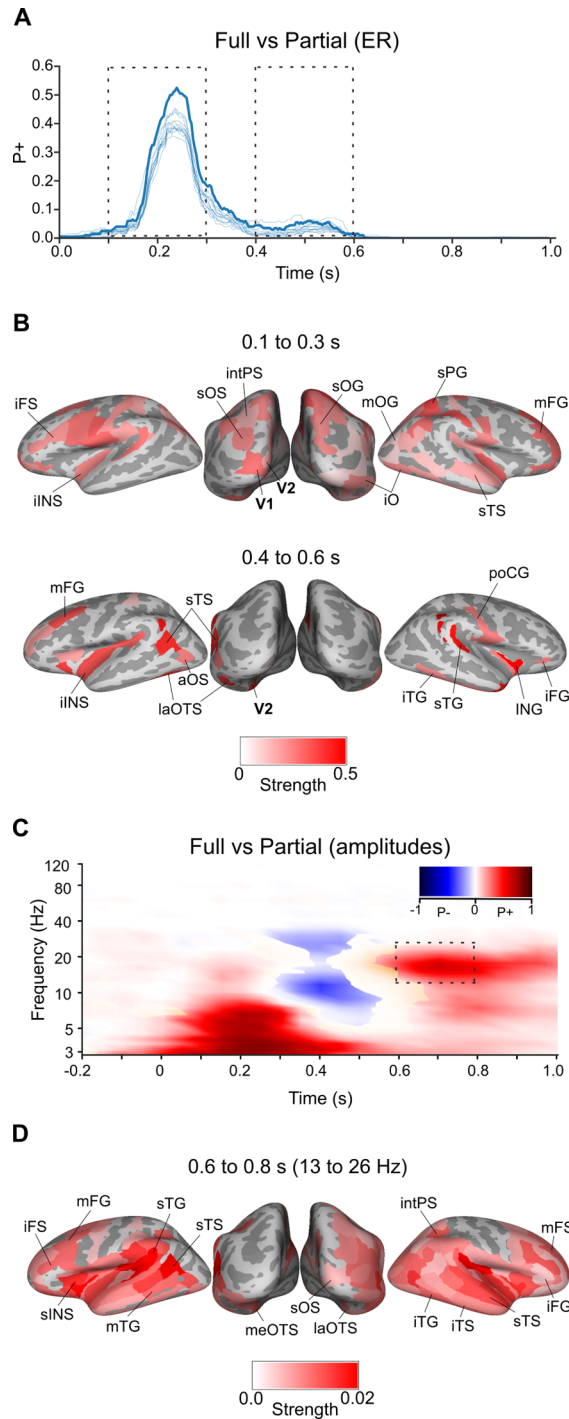 A
Full vs Partial (ER)
0.6
0.5
0.4
0.3
0.2
0.1
0.0
P+
0.0 0.2 0.4 0.6 0.8 1.0
Time (s)
B
0.1 to 0.3 s
intPS sPG
sOS sOG mOG mFG
iFS
iINS V1 V2 iO sTS
0.4 to 0.6 s
mFG sTS poCG
iINS aOS laOTS V2 iTG sTG ING iFG
0 0.5
Strength
C
Full vs Partial (amplitudes)
120
80
40
20
10
5
3
Frequency (Hz)
-1 P- 0 P+ 1
-0.2 0 0.2 0.4 0.6 0.8 1.0
Time (s)
D
0.6 to 0.8 s (13 to 26 Hz)
sTG
mFG sTS intPS
iFS mFS
sINS mTG meOTS sOS laOTS iTG iTS sTS iFG
0.0 0.02
Strength